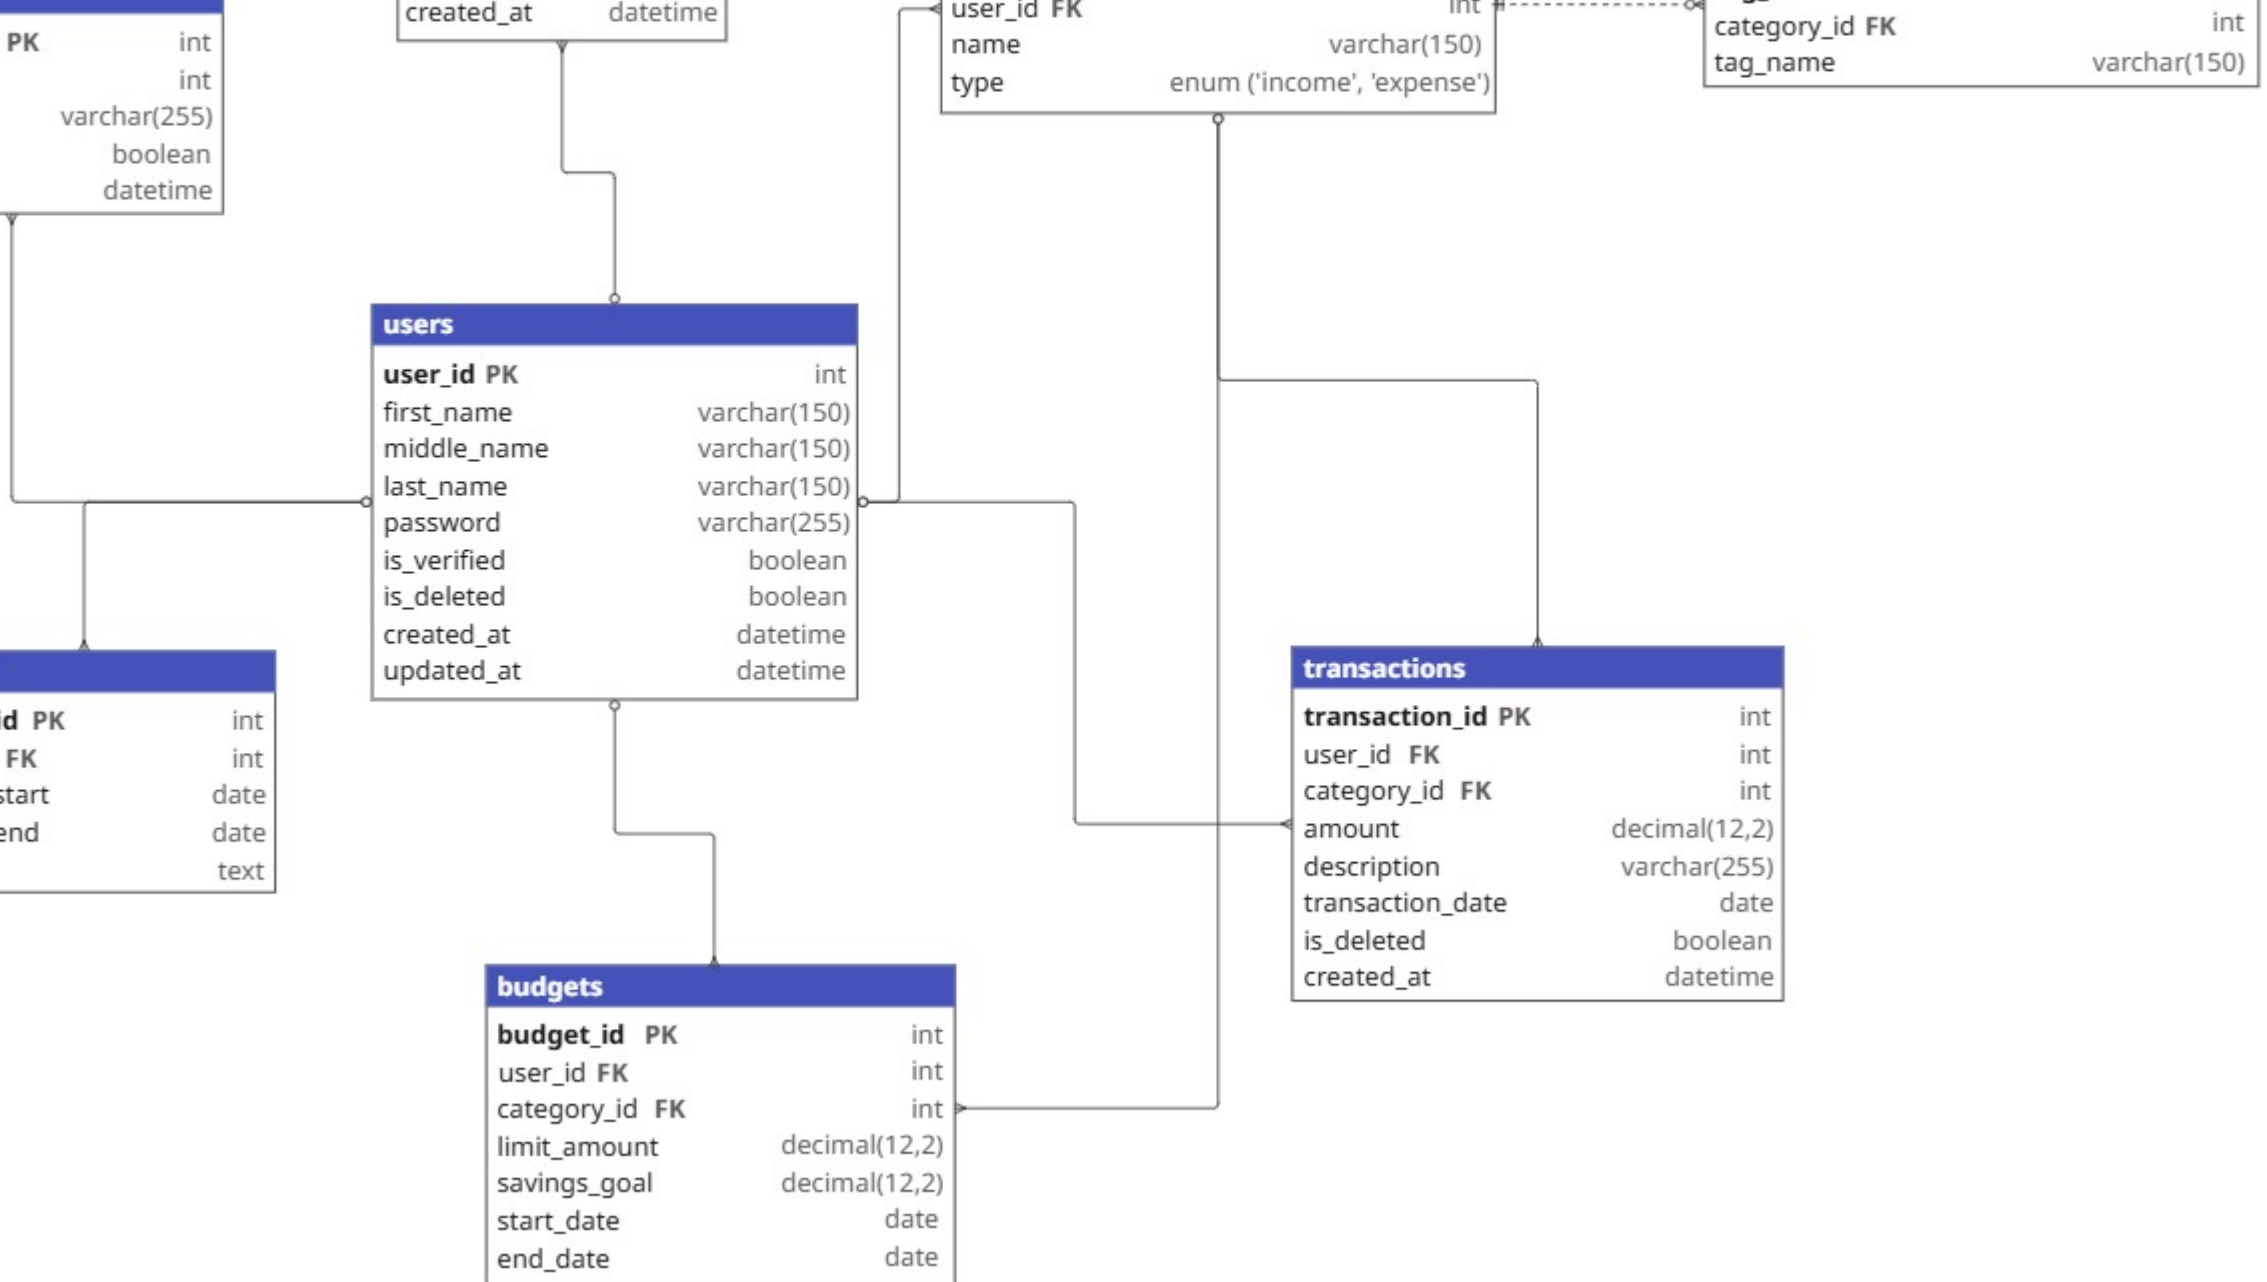 PK int
int
varchar(255)
boolean
datetime
created_at datetime
user_id FK int
name varchar(150)
type enum ('income', 'expense')
category_id FK int
tag_name varchar(150)
users
user_id PK int
first_name varchar(150)
middle_name varchar(150)
last_name varchar(150)
password varchar(255)
is_verified boolean
is_deleted boolean
created_at datetime
updated_at datetime
id PK int
FK int
start date
end date
text
transactions
transaction_id PK int
user_id FK int
category_id FK int
amount decimal(12,2)
description varchar(255)
transaction_date date
is_deleted boolean
created_at datetime
budgets
budget_id PK int
user_id FK int
category_id FK int
limit_amount decimal(12,2)
savings_goal decimal(12,2)
start_date date
end_date date